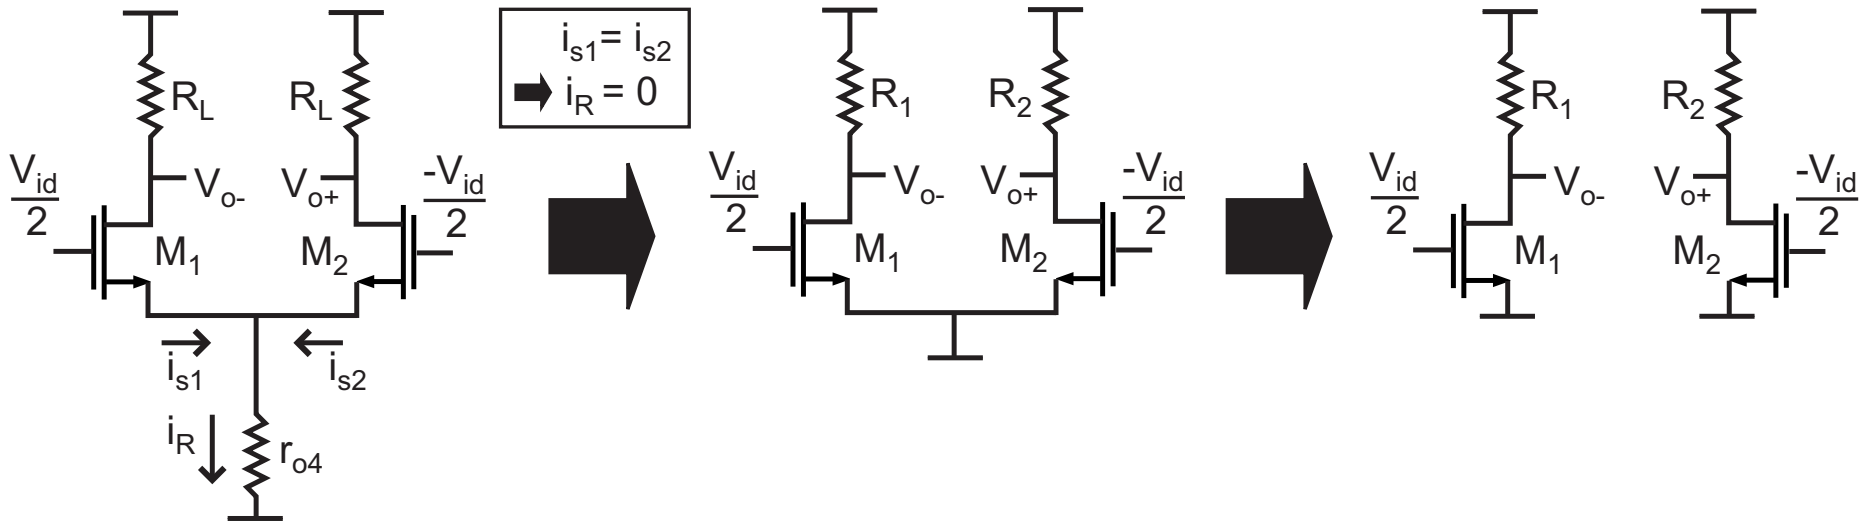 R_L
R_L
V_id
2
V_o-
V_o+
-V_id
2
M_1
M_2
i_s1
i_s2
i_R
r_o4
i_s1 = i_s2
i_R = 0
R_1
R_2
V_id
2
V_o-
V_o+
-V_id
2
M_1
M_2
R_1
R_2
V_id
2
V_o-
V_o+
-V_id
2
M_1
M_2